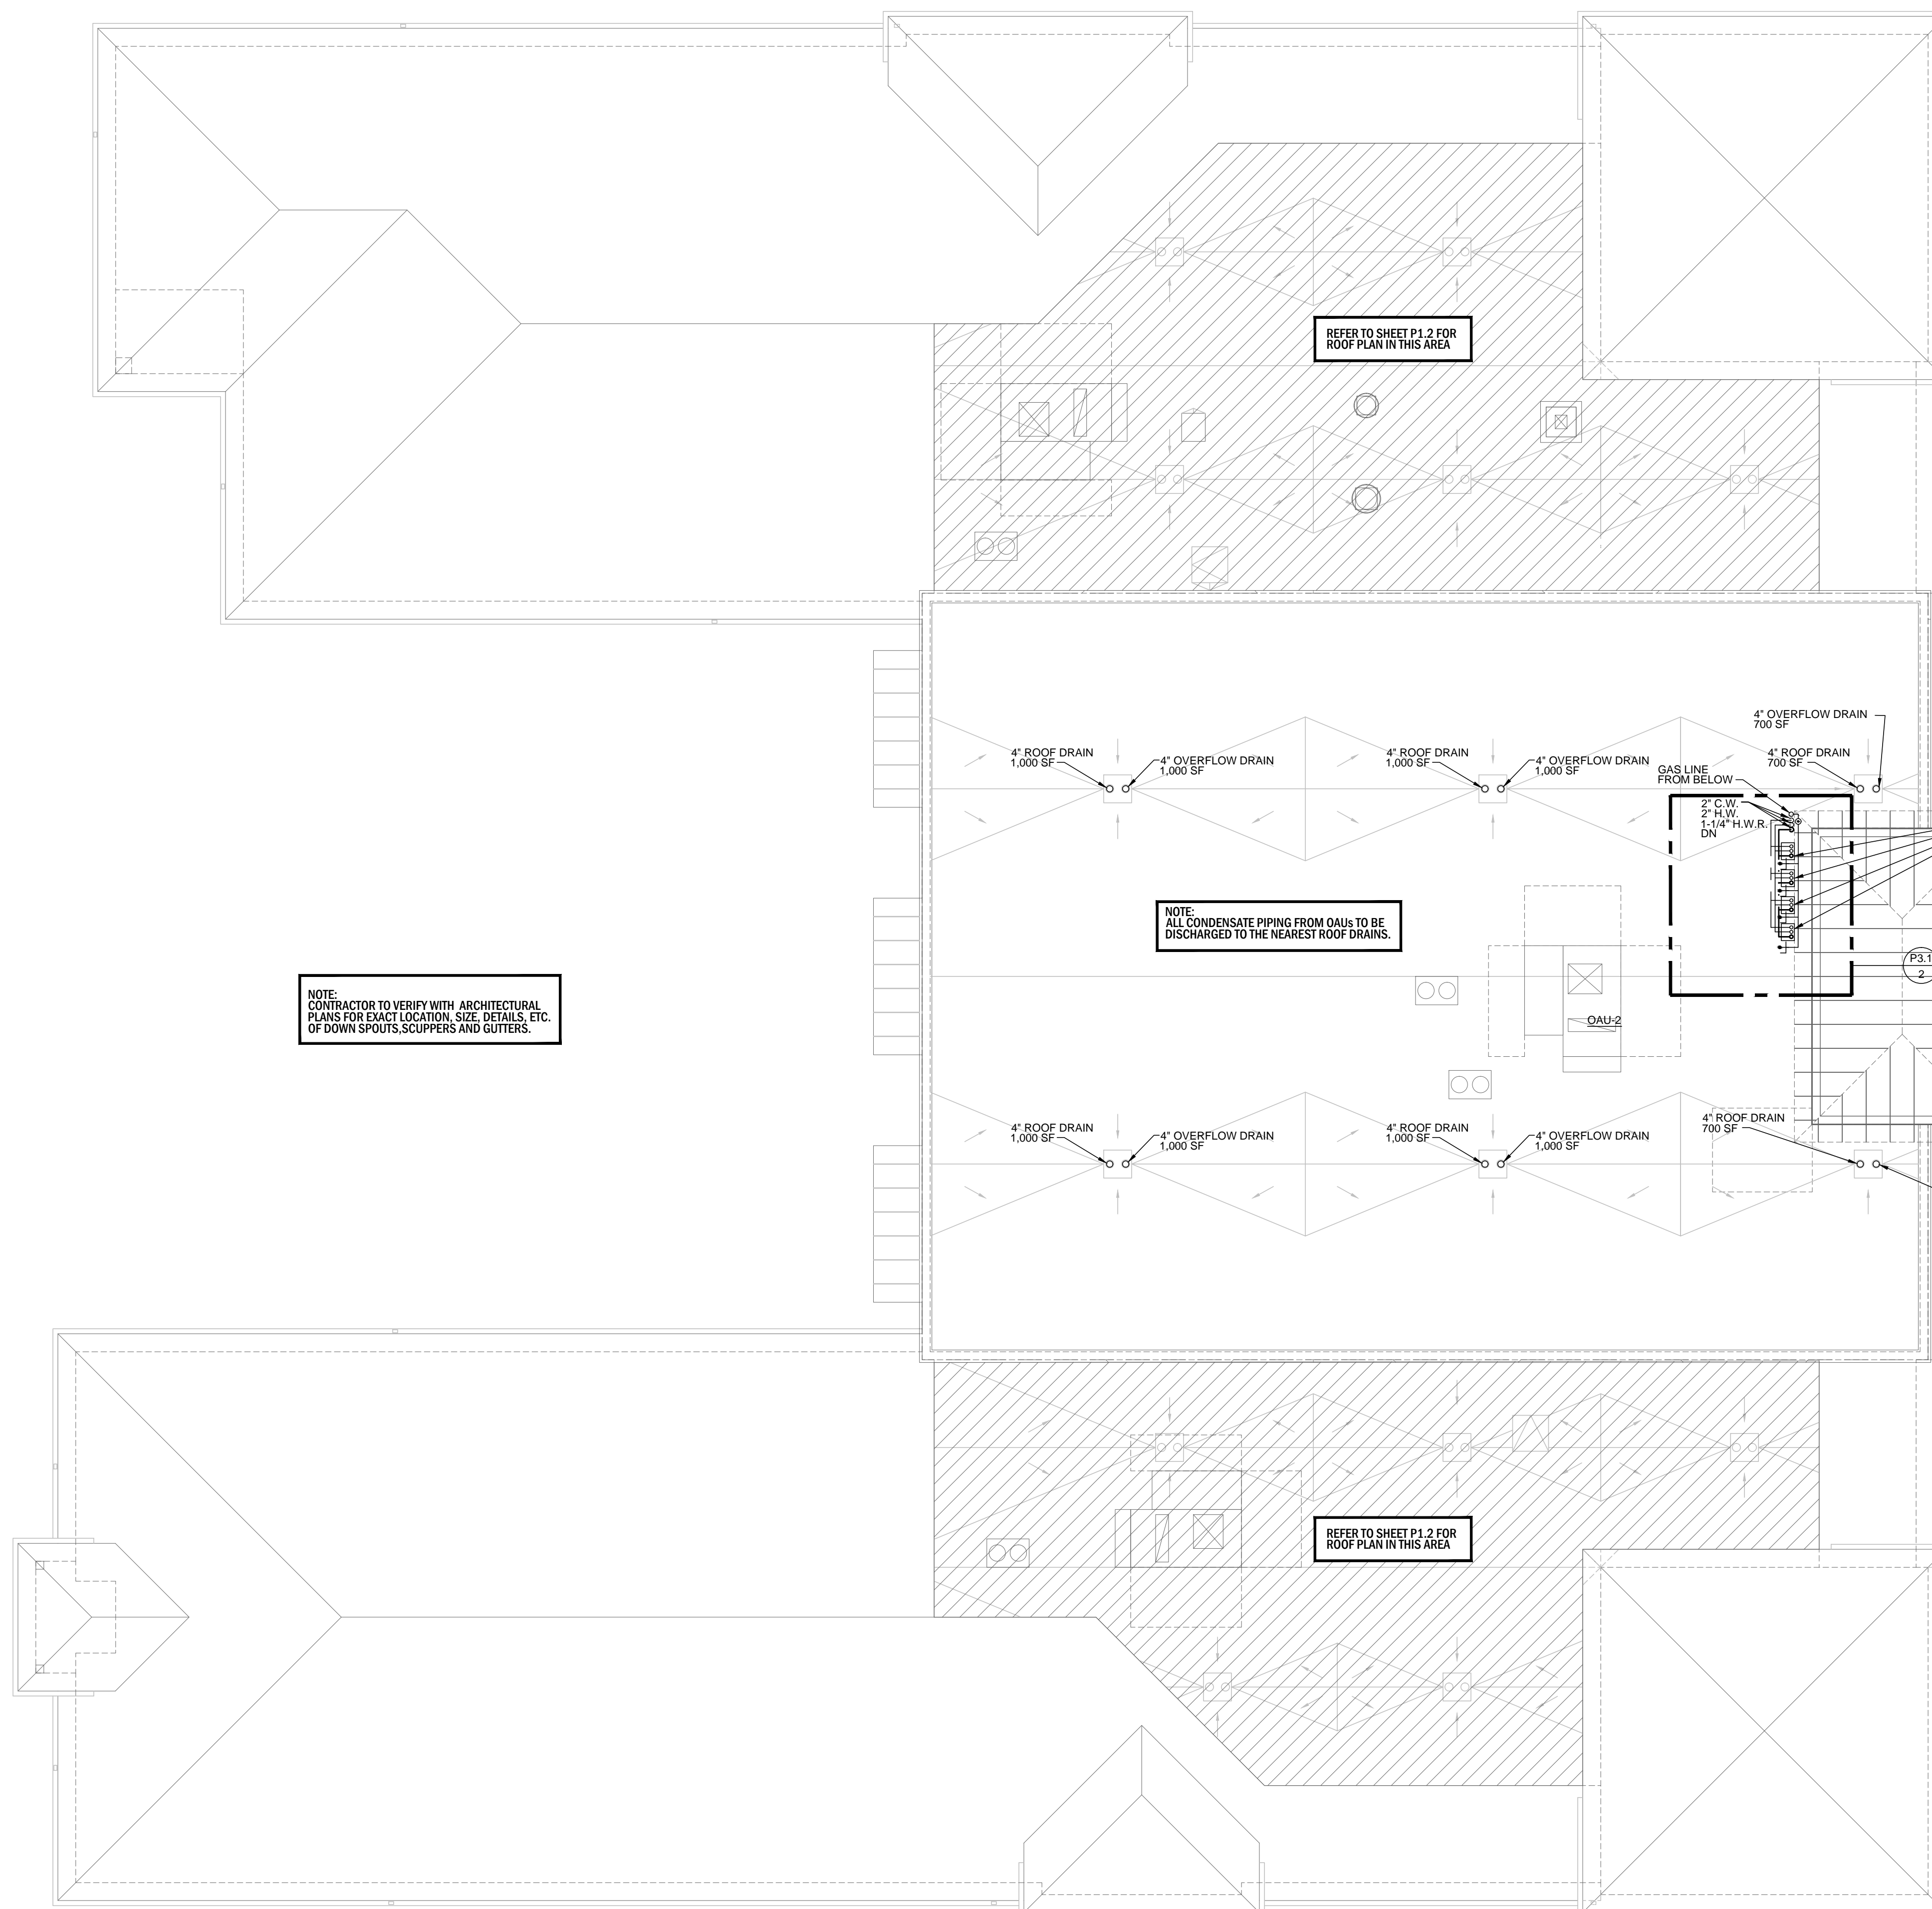 REFER TO SHEET P1.2 FOR
ROOF PLAN IN THIS AREA
4" OVERFLOW DRAIN
700 SF
4" ROOF DRAIN
1,000 SF
4" OVERFLOW DRAIN
1,000 SF
4" ROOF DRAIN
1,000 SF
4" OVERFLOW DRAIN
1,000 SF
4" ROOF DRAIN
700 SF
GAS LINE
FROM BELOW
2" C.W.
2" H.W.
1-1/4" H.W.R.
DN
NOTE:
ALL CONDENSATE PIPING FROM OAUs TO BE
DISCHARGED TO THE NEAREST ROOF DRAINS.
P3.1
2
NOTE:
CONTRACTOR TO VERIFY WITH ARCHITECTURAL
PLANS FOR EXACT LOCATION, SIZE, DETAILS, ETC.
OF DOWN SPOUTS,SCUPPERS AND GUTTERS.
OAU-2
4" ROOF DRAIN
1,000 SF
4" OVERFLOW DRAIN
1,000 SF
4" ROOF DRAIN
1,000 SF
4" OVERFLOW DRAIN
1,000 SF
4" ROOF DRAIN
700 SF
REFER TO SHEET P1.2 FOR
ROOF PLAN IN THIS AREA